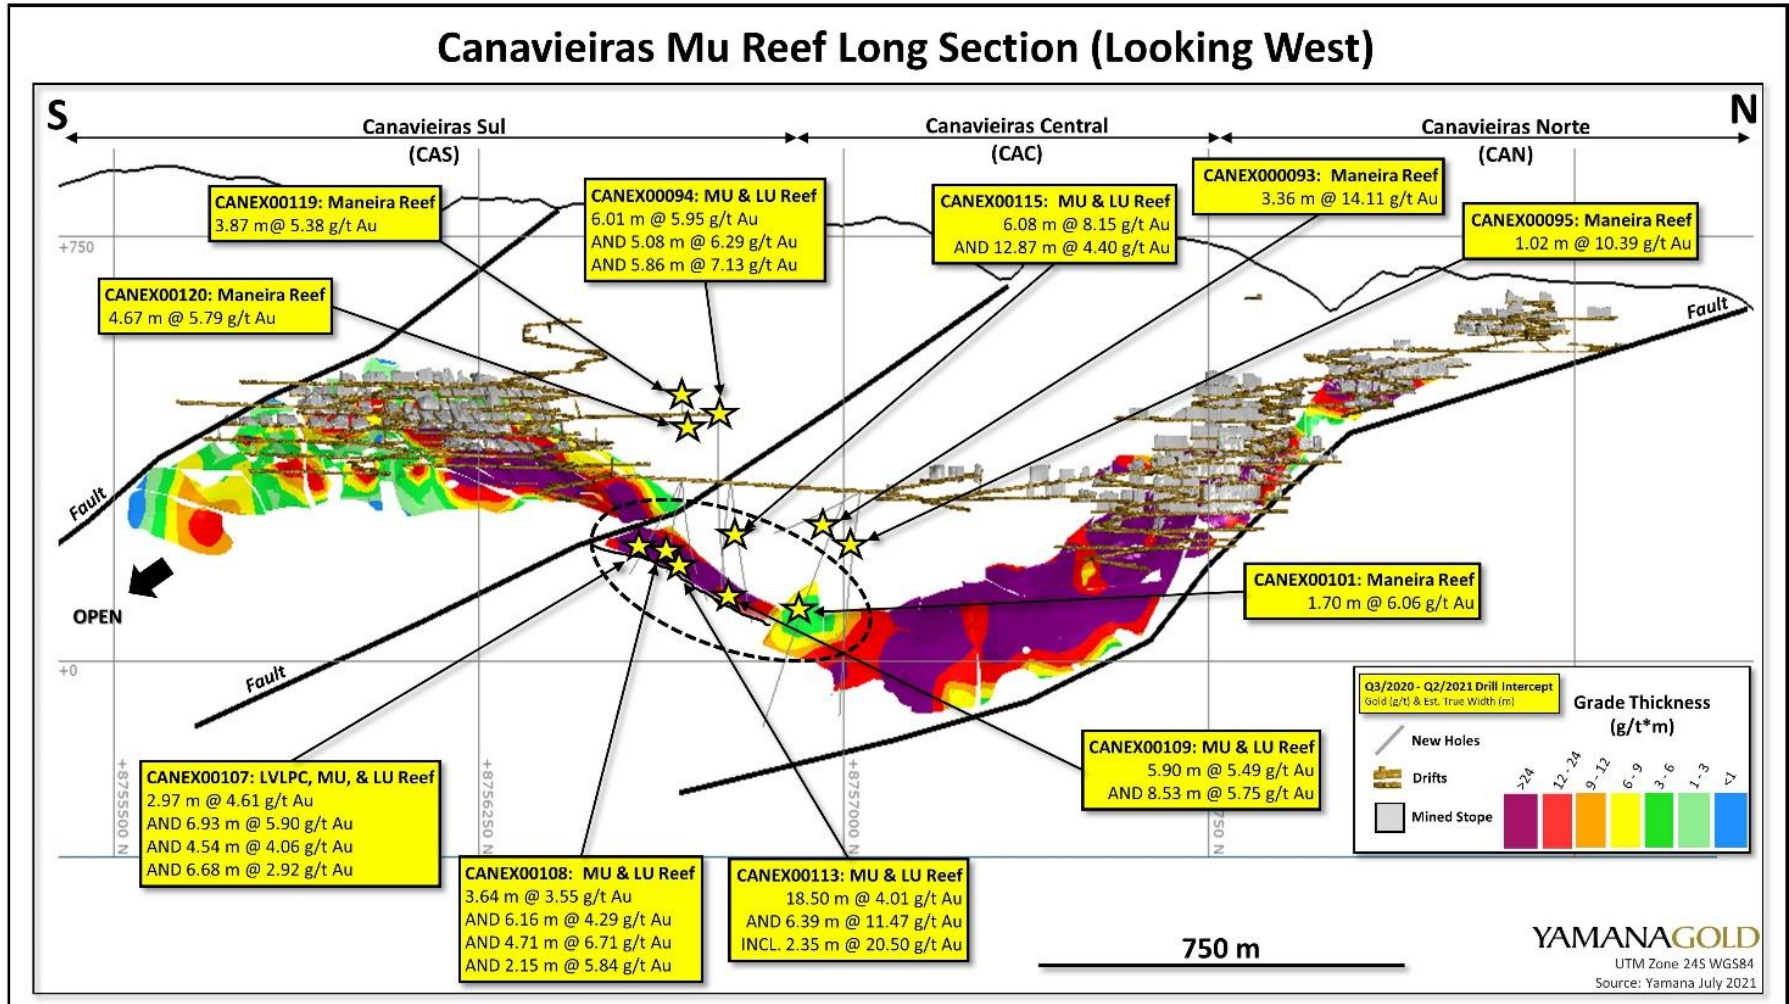 Canavieiras Mu Reef Long Section (Looking West)
S
N
Canavieiras Sul
(CAS)
Canavieiras Central
(CAC)
Canavieiras Norte
(CAN)
CANEX00119: Maneira Reef
3.87 m@ 5.38 g/t Au
CANEX00094: MU & LU Reef
6.01 m @ 5.95 g/t Au
AND 5.08 m @ 6.29 g/t Au
AND 5.86 m @ 7.13 g/t Au
CANEX00115: MU & LU Reef
6.08 m @ 8.15 g/t Au
AND 12.87 m @ 4.40 g/t Au
CANEX000093: Maneira Reef
3.36 m @ 14.11 g/t Au
CANEX00095: Maneira Reef
1.02 m @ 10.39 g/t Au
+750
CANEX00120: Maneira Reef
4.67 m @ 5.79 g/t Au
Fault
Fault
OPEN
CANEX00101: Maneira Reef
1.70 m @ 6.06 g/t Au
+0
Fault
CANEX00107: LVLPC, MU, & LU Reef
2.97 m @ 4.61 g/t Au
AND 6.93 m @ 5.90 g/t Au
AND 4.54 m @ 4.06 g/t Au
AND 6.68 m @ 2.92 g/t Au
CANEX00108: MU & LU Reef
3.64 m @ 3.55 g/t Au
AND 6.16 m @ 4.29 g/t Au
AND 4.71 m @ 6.71 g/t Au
AND 2.15 m @ 5.84 g/t Au
CANEX00113: MU & LU Reef
18.50 m @ 4.01 g/t Au
AND 6.39 m @ 11.47 g/t Au
INCL. 2.35 m @ 20.50 g/t Au
CANEX00109: MU & LU Reef
5.90 m @ 5.49 g/t Au
AND 8.53 m @ 5.75 g/t Au
+8755500 N
+8756250 N
+8757000 N
750 N
Q3/2020 - Q2/2021 Drill Intercept
Gold (g/t) & Est. True Width (m)
New Holes
Drifts
Mined Stope
Grade Thickness
(g/t*m)
>24
12 - 24
9 - 12
6 - 9
3 - 6
1 - 3
<1
750 m
YAMANAGOLD
UTM Zone 24S WGS84
Source: Yamana July 2021